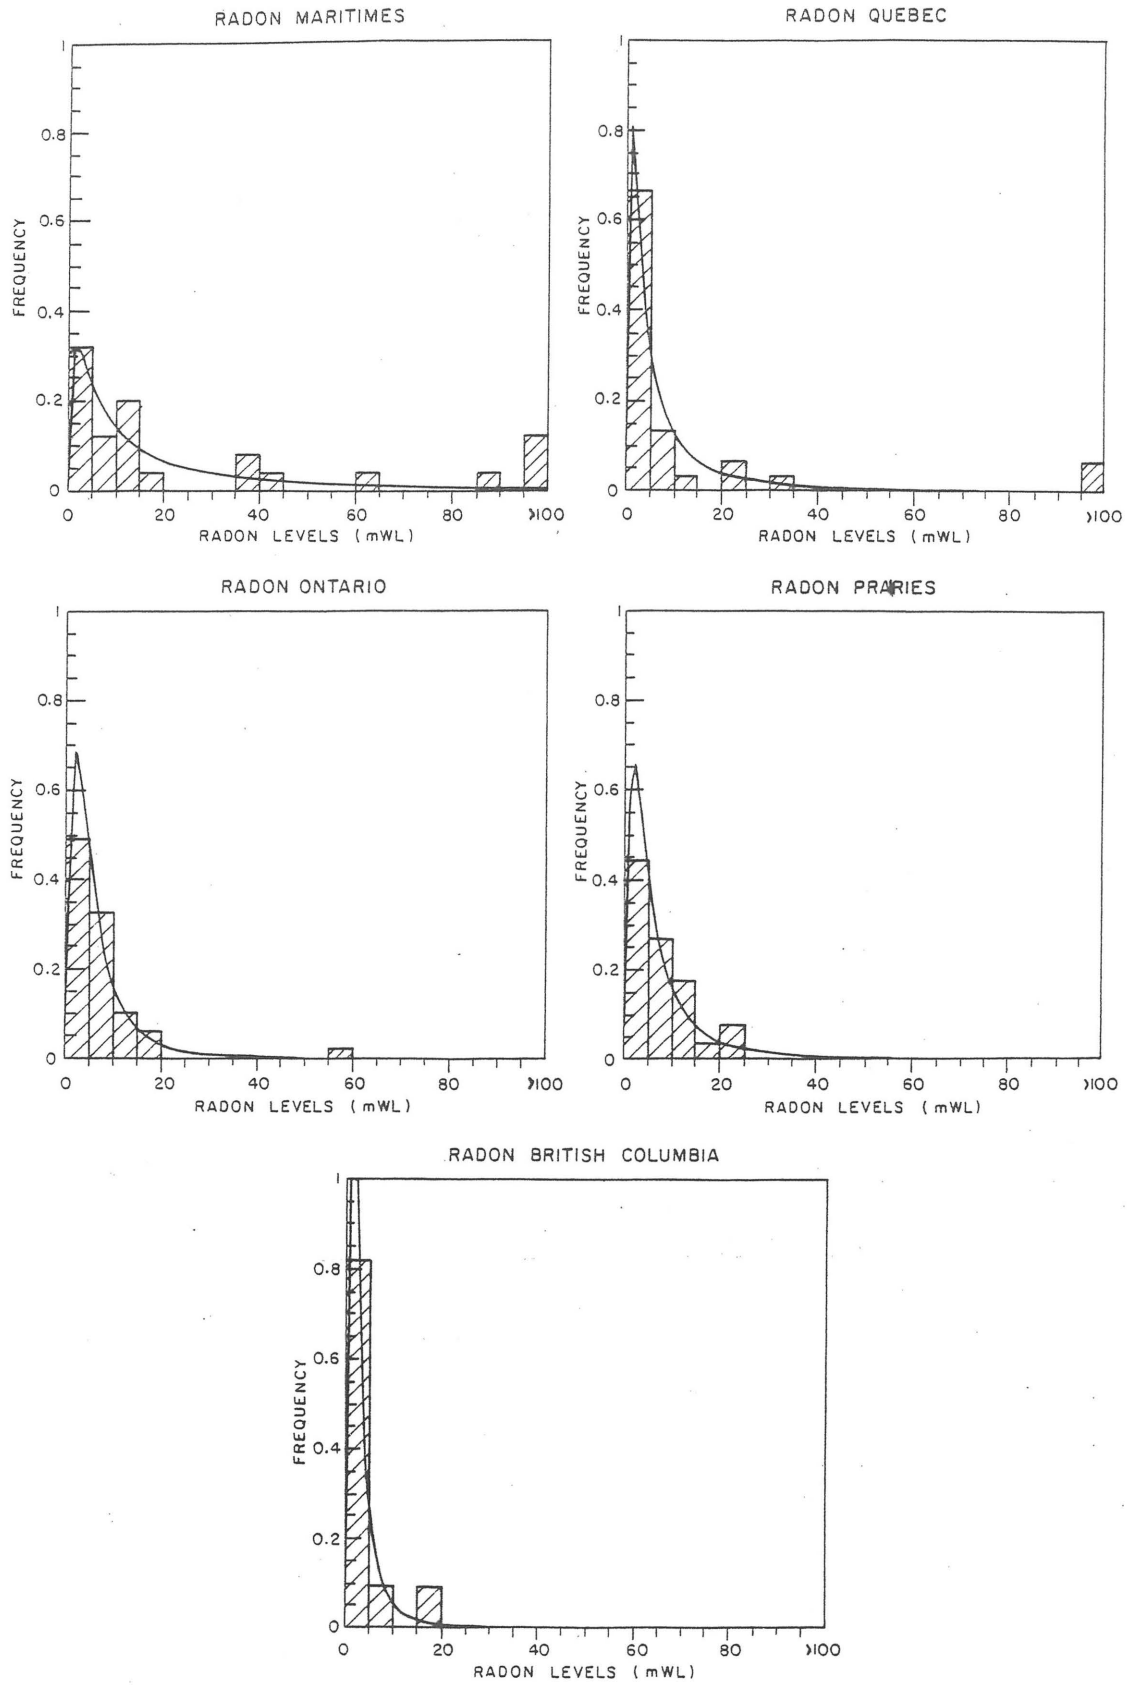 RADON MARITIMES
1
0.8
0.6
0.4
0.2
0
FREQUENCY
0 20 40 60 80 >100
RADON LEVELS (mWL)
RADON QUEBEC
1
0.8
0.6
0.4
0.2
0
FREQUENCY
0 20 40 60 80 >100
RADON LEVELS (mWL)
RADON ONTARIO
1
0.8
0.6
0.4
0.2
0
FREQUENCY
0 20 40 60 80 >100
RADON LEVELS (mWL)
RADON PRARIES
1
0.8
0.6
0.4
0.2
0
FREQUENCY
0 20 40 60 80 >100
RADON LEVELS (mWL)
RADON BRITISH COLUMBIA
1
0.8
0.6
0.4
0.2
0
FREQUENCY
0 20 40 60 80 >100
RADON LEVELS (mWL)